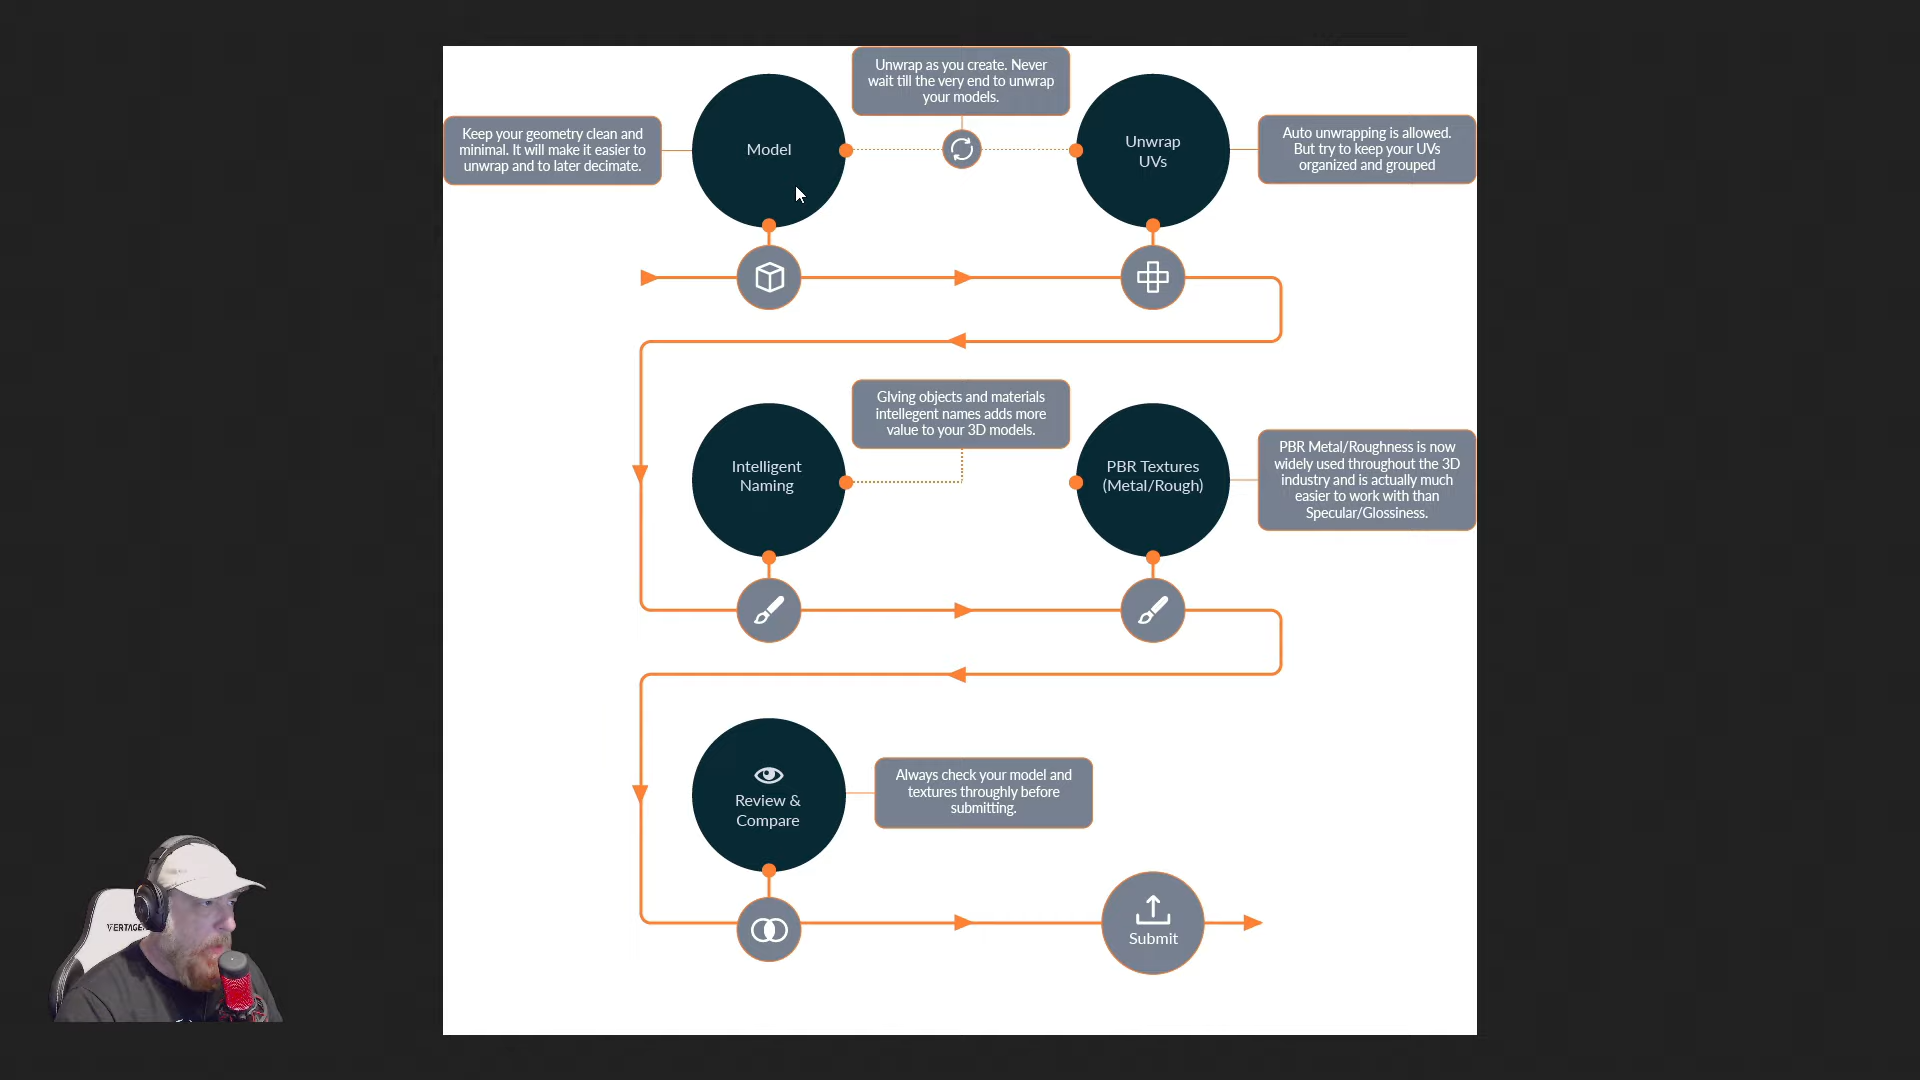 Unwrap as you create. Never
wait till the very end to unwrap
your models.
Keep your geometry clean and
minimal. It will make it easier to
unwrap and to later decimate.
Model
Unwrap
UVs
Auto unwrapping is allowed.
But try to keep your UVs
organized and grouped
GIving objects and materials
intellegent names adds more
value to your 3D models.
Intelligent
Naming
PBR Textures
(Metal/Rough)
PBR Metal/Roughness is now
widely used throughout the 3D
industry and is actually much
easier to work with than
Specular/Glossiness.
Review &
Compare
Always check your model and
textures throughly before
submitting.
Submit